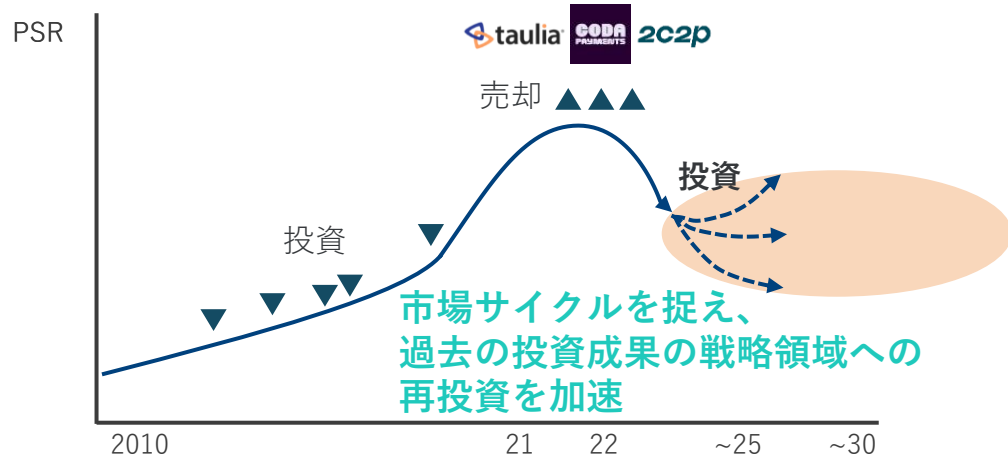 PSR
taulia
CODA
PAYMENTS
2c2p
売却
投資
投資
市場サイクルを捉え、
過去の投資成果の戦略領域への
再投資を加速
2010
21
22
~25
~30